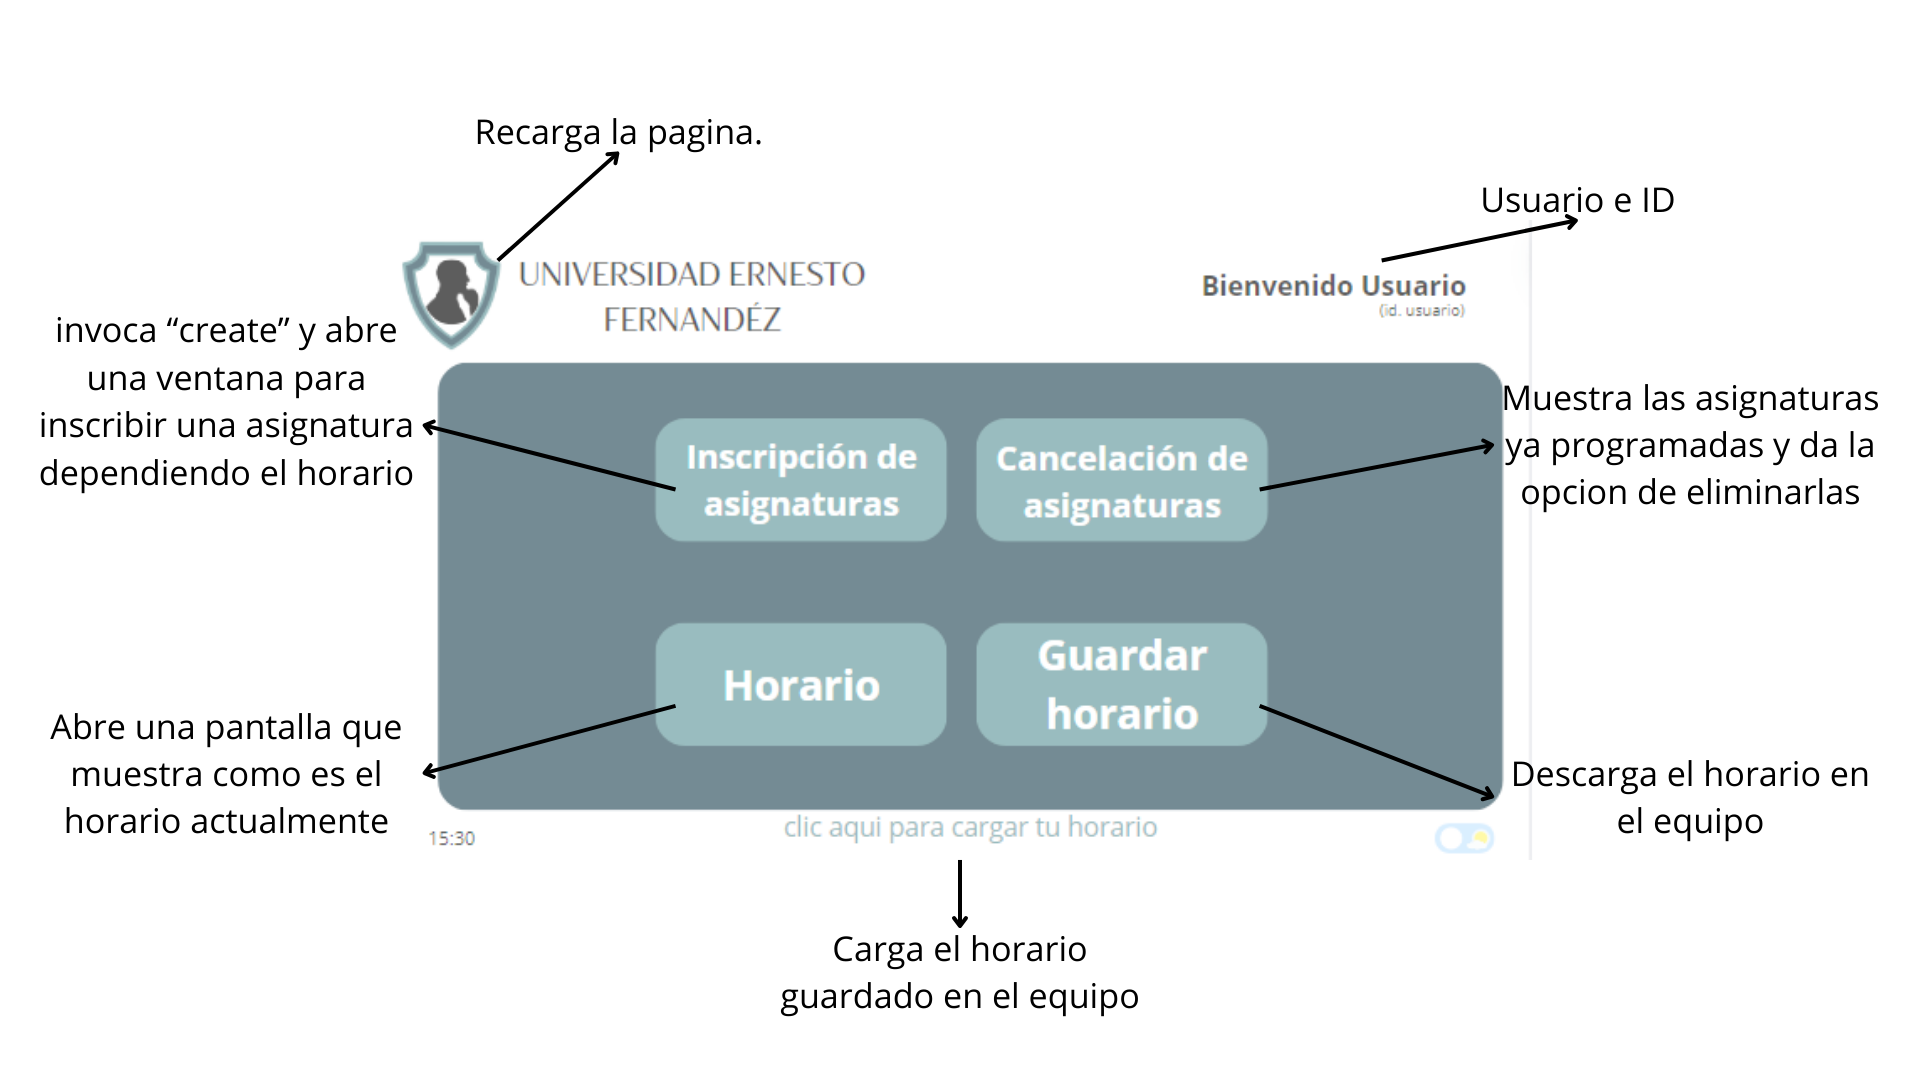 Recarga la pagina.
Usuario e ID
UNIVERSIDAD ERNESTO
FERNANDÉZ
Bienvenido Usuario
(id. usuario)
invoca “create” y abre
una ventana para
inscribir una asignatura
dependiendo el horario
Inscripción de
asignaturas
Cancelación de
asignaturas
Muestra las asignaturas
ya programadas y da la
opcion de eliminarlas
Horario
Guardar
horario
Abre una pantalla que
muestra como es el
horario actualmente
Descarga el horario en
el equipo
15:30
clic aqui para cargar tu horario
Carga el horario
guardado en el equipo